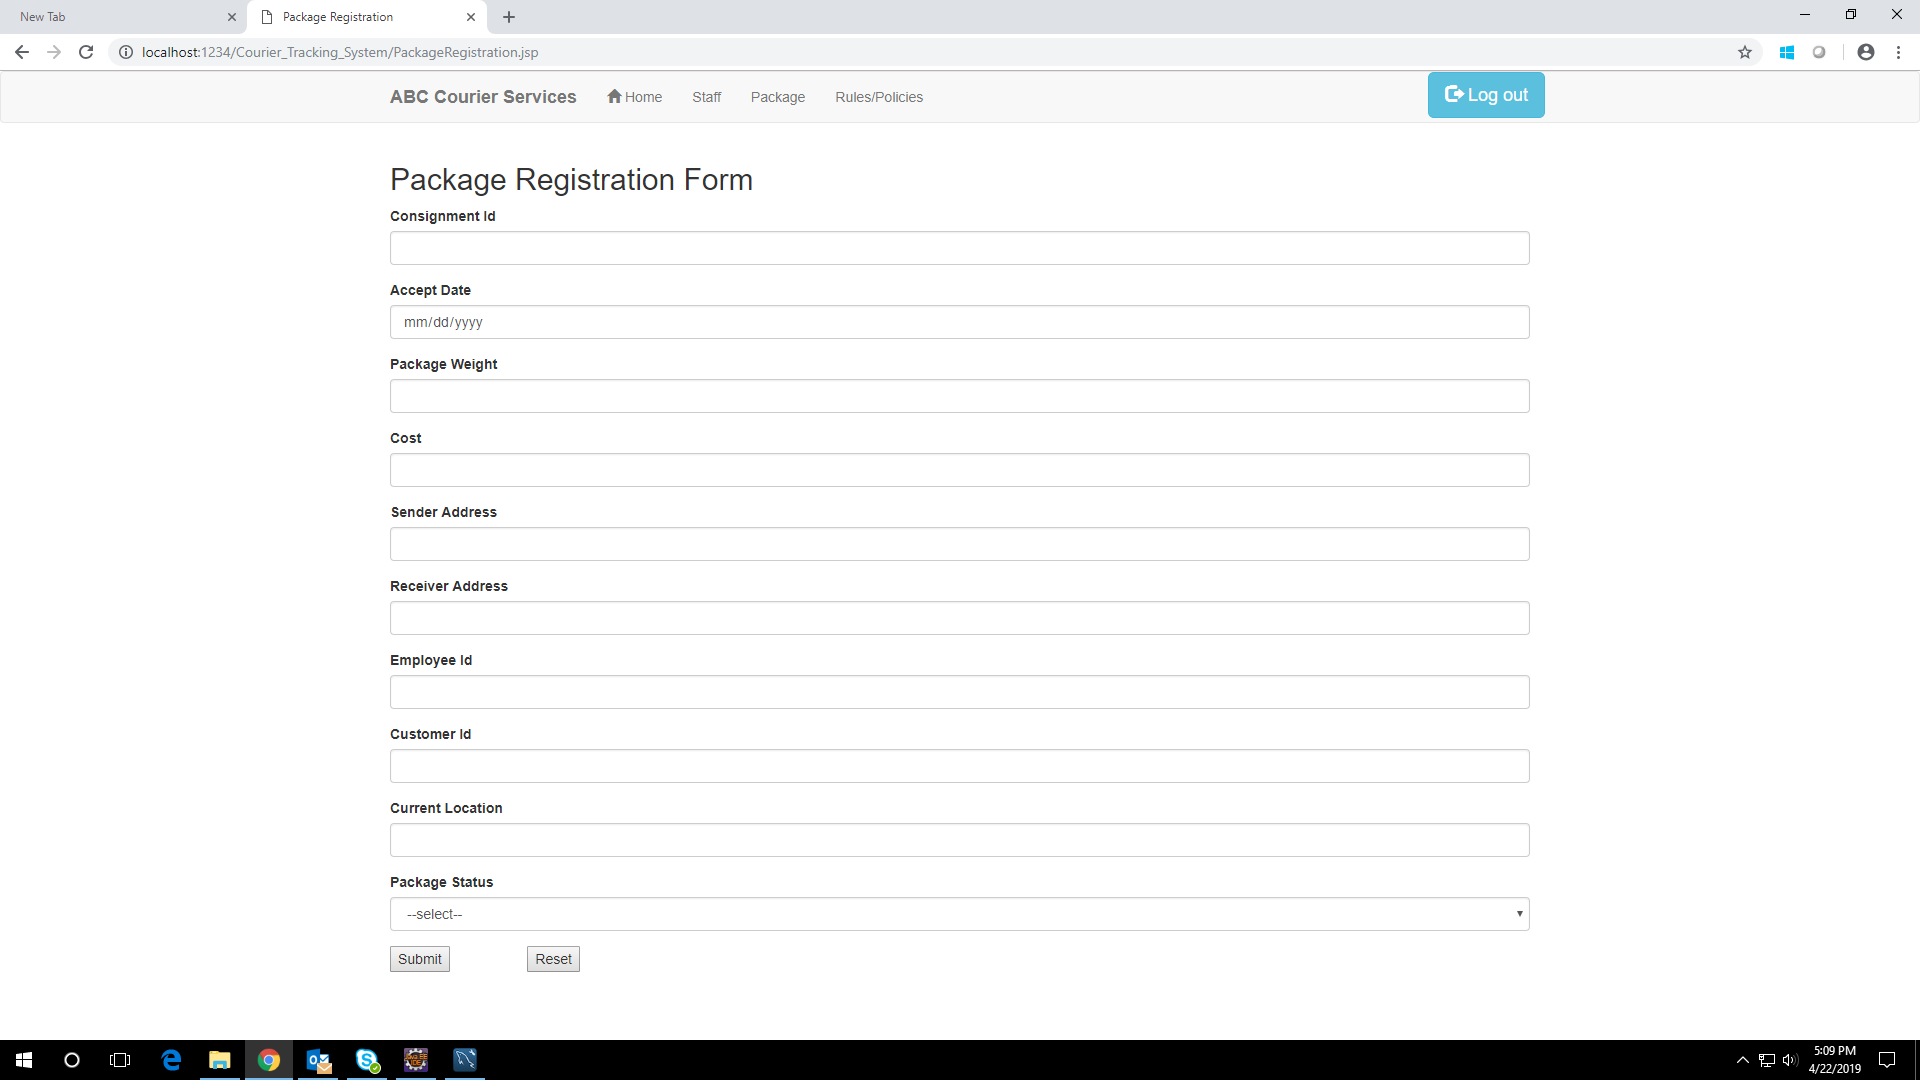 New Tab
Package Registration
localhost:1234/Courier_Tracking_System/PackageRegistration.jsp
ABC Courier Services Home Staff Package Rules/Policies Log out
Package Registration Form
Consignment Id
Accept Date
mm/dd/yyyy
Package Weight
Cost
Sender Address
Receiver Address
Employee Id
Customer Id
Current Location
Package Status
--select--
Submit Reset
5:09 PM
4/22/2019